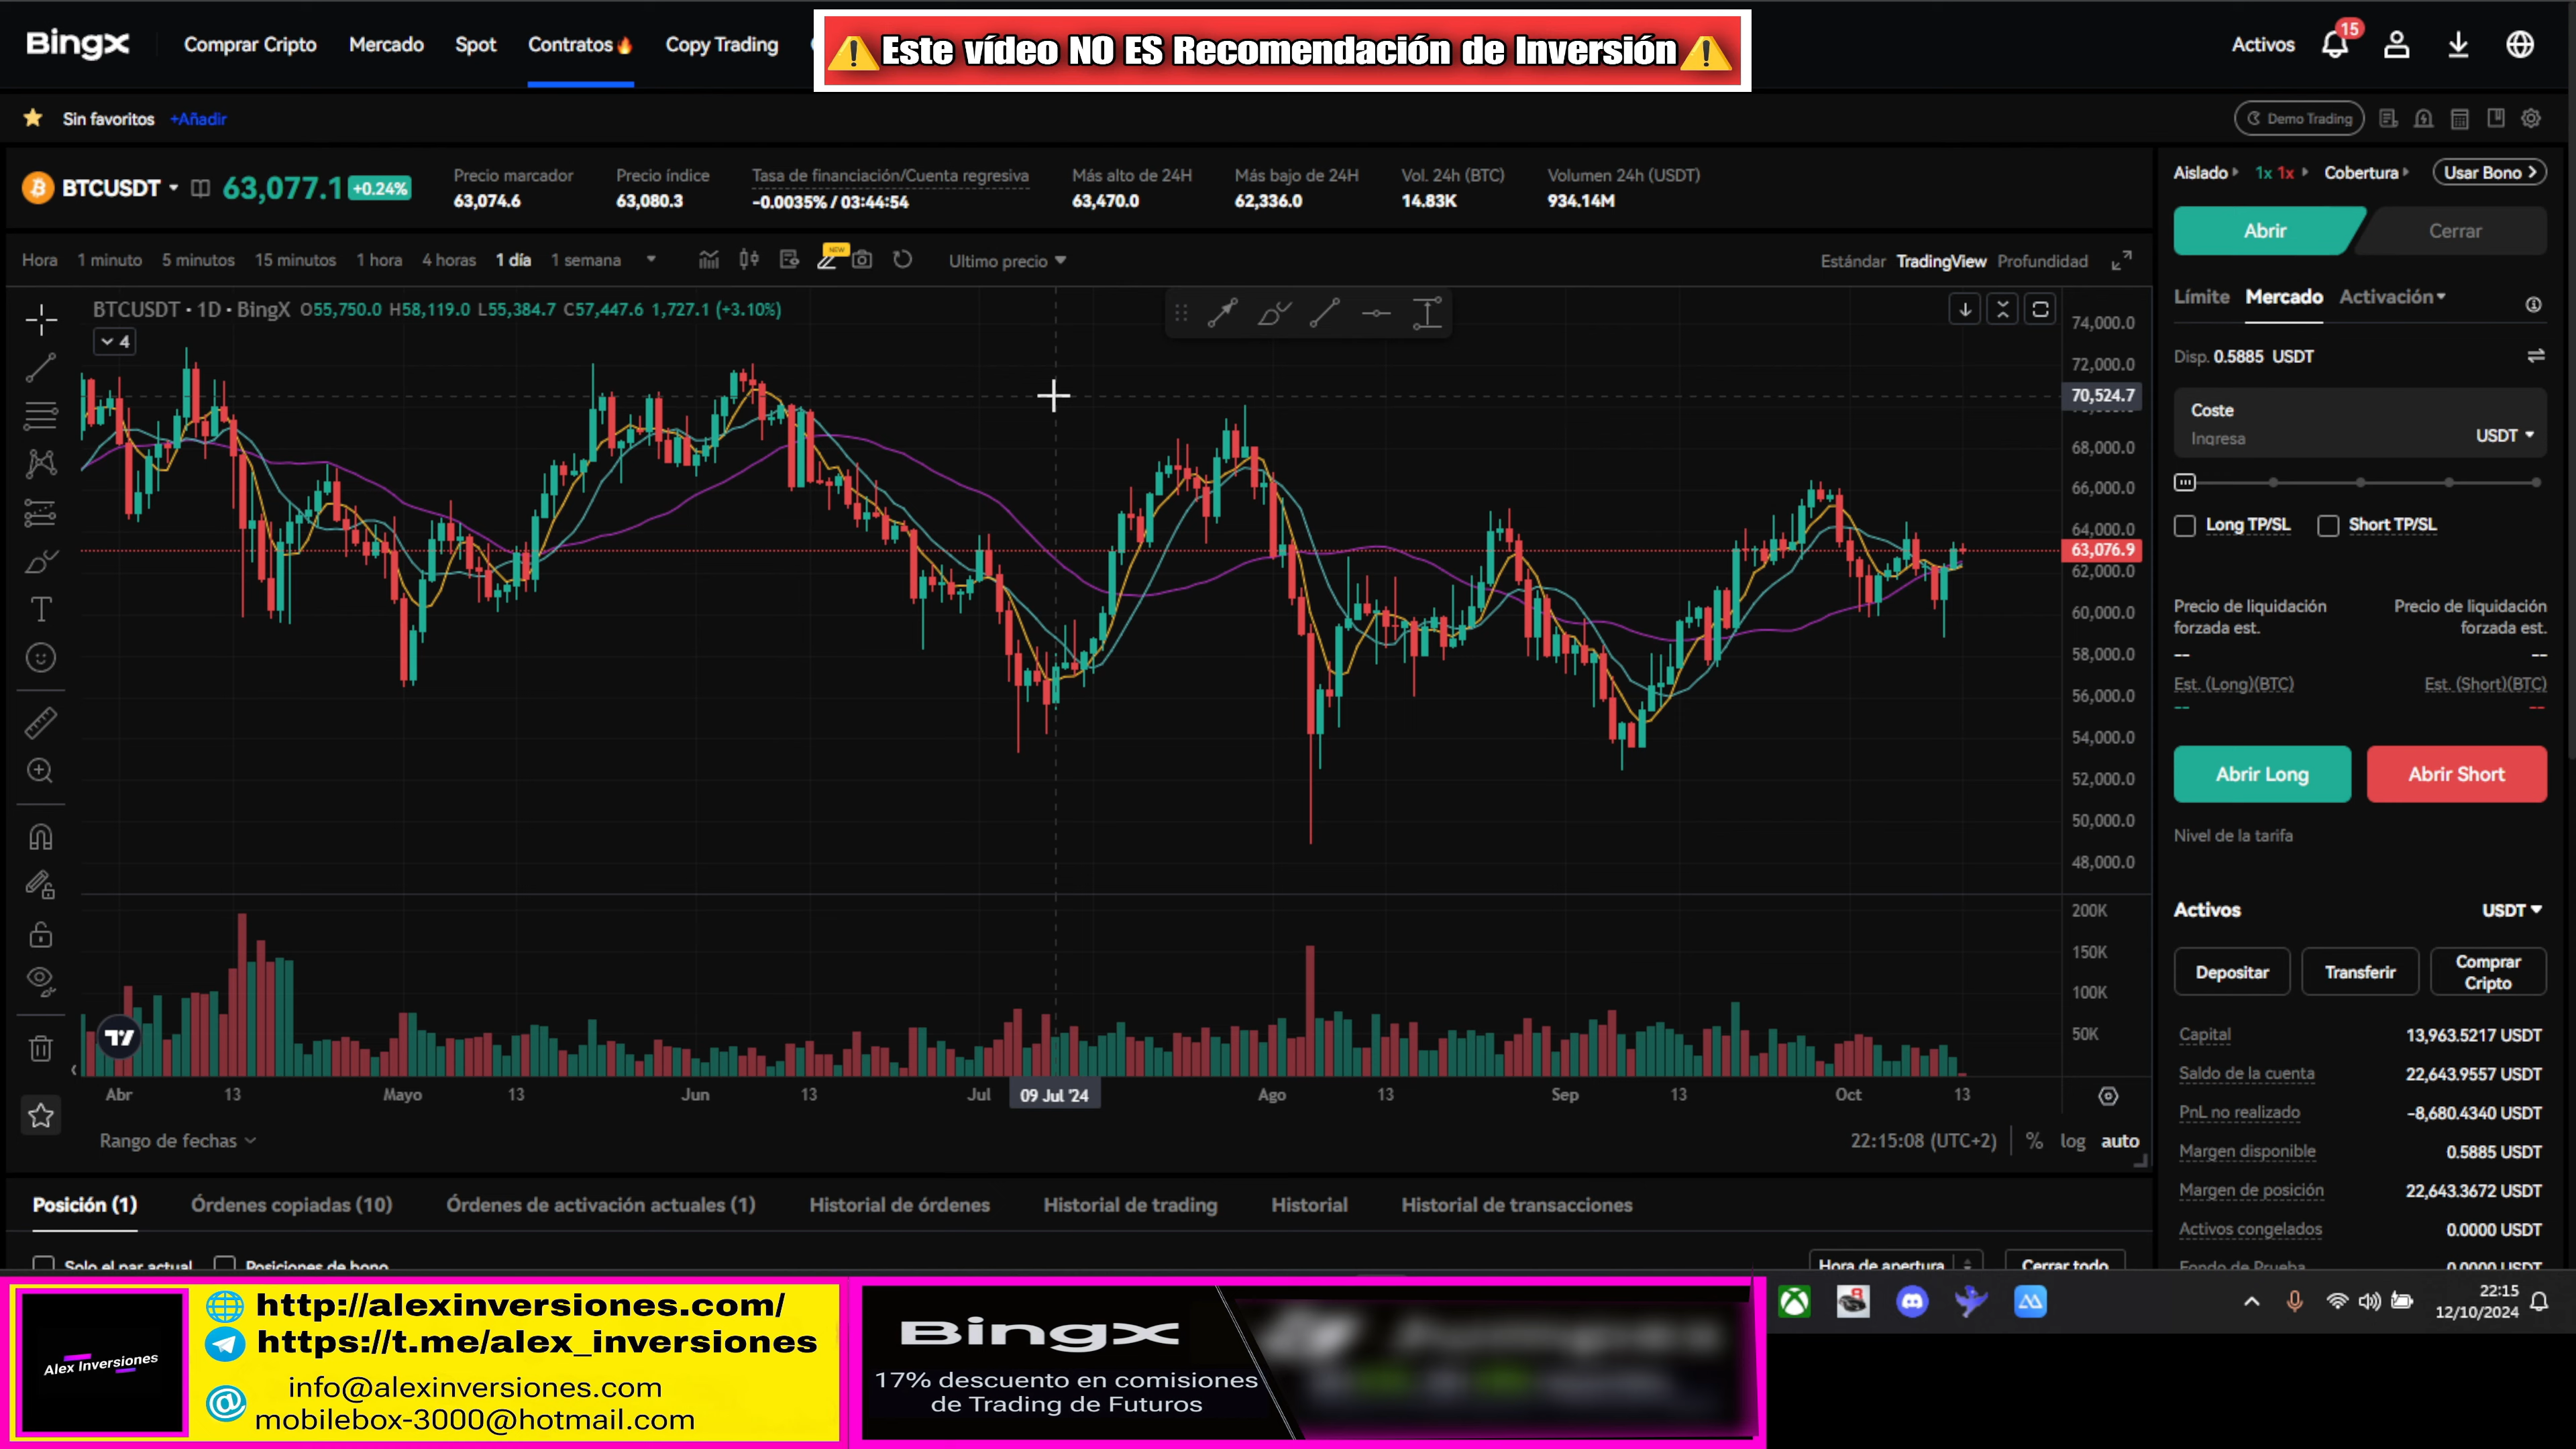 BingX Comprar Cripto Mercado Spot Contratos🔥 Copy Trading
⚠️Este vídeo NO ES Recomendación de Inversión⚠️
Activos 15
Sin favoritos +Añadir
Demo Trading
BTCUSDT 63,077.1 +0.24%
Precio marcador Precio índice Tasa de financiación/Cuenta regresiva Más alto de 24H Más bajo de 24H Vol. 24h (BTC) Volumen 24h (USDT)
63,074.6 63,080.3 -0.0035% / 03:44:54 63,470.0 62,336.0 14.83K 934.14M
Hora 1 minuto 5 minutos 15 minutos 1 hora 4 horas 1 día 1 semana NEW Ultimo precio Estándar TradingView Profundidad
BTCUSDT • 1D • BingX O55,750.0 H58,119.0 L55,384.7 C57,447.6 1,727.1 (+3.10%)
4
74,000.0
72,000.0
70,524.7
68,000.0
66,000.0
64,000.0
63,076.9
62,000.0
60,000.0
58,000.0
56,000.0
54,000.0
52,000.0
50,000.0
48,000.0
200K
150K
100K
50K
Abr 13 Mayo 13 Jun 13 Jul 09 Jul '24 Ago 13 Sep 13 Oct 13
Rango de fechas 22:15:08 (UTC+2) % log auto
Posición (1) Órdenes copiadas (10) Órdenes de activación actuales (1) Historial de órdenes Historial de trading Historial Historial de transacciones
Solo el par actual Posiciones de bono Hora de apertura Cerrar todo
Aislado 1x 1x Cobertura Usar Bono
Abrir Cerrar
Límite Mercado Activación
Disp. 0.5885 USDT
Coste
Ingresa USDT
Long TP/SL Short TP/SL
Precio de liquidación Precio de liquidación
forzada est. forzada est.
-- --
Est. (Long)(BTC) Est. (Short)(BTC)
-- --
Abrir Long Abrir Short
Nivel de la tarifa
Activos USDT
Depositar Transferir Comprar
Cripto
Capital 13,963.5217 USDT
Saldo de la cuenta 22,643.9557 USDT
PnL no realizado -8,680.4340 USDT
Margen disponible 0.5885 USDT
Margen de posición 22,643.3672 USDT
Activos congelados 0.0000 USDT
Fondo de Prueba 0.0000 USDT
Alex Inversiones
http://alexinversiones.com/
https://t.me/alex_inversiones
info@alexinversiones.com
mobilebox-3000@hotmail.com
BingX
17% descuento en comisiones
de Trading de Futuros
22:15
12/10/2024